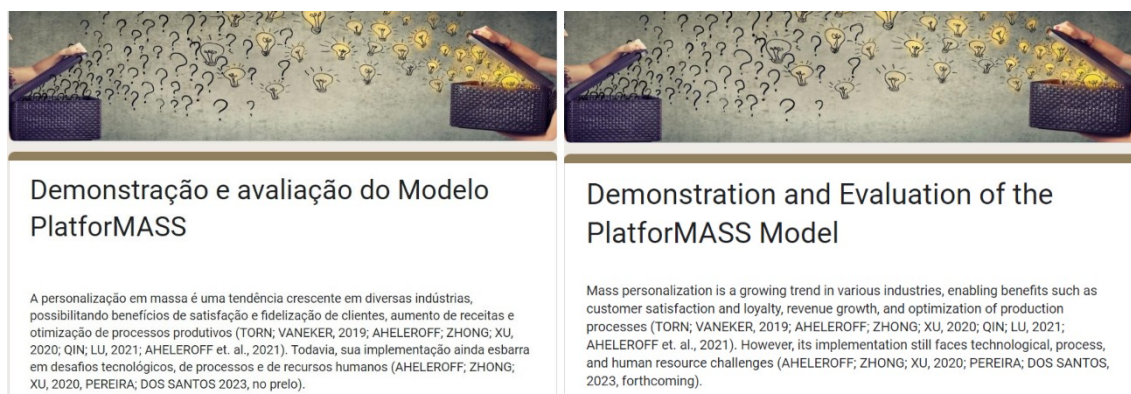 Demonstração e avaliação do Modelo
PlatforMASS
A personalização em massa é uma tendência crescente em diversas indústrias,
possibilitando benefícios de satisfação e fidelização de clientes, aumento de receitas e
otimização de processos produtivos (TORN; VANEKER, 2019; AHELEROFF; ZHONG; XU,
2020; QIN; LU, 2021; AHELEROFF et. al., 2021). Todavia, sua implementação ainda esbarra
em desafios tecnológicos, de processos e de recursos humanos (AHELEROFF; ZHONG;
XU, 2020, PEREIRA; DOS SANTOS 2023, no prelo).
Demonstration and Evaluation of the
PlatforMASS Model
Mass personalization is a growing trend in various industries, enabling benefits such as
customer satisfaction and loyalty, revenue growth, and optimization of production
processes (TORN; VANEKER, 2019; AHELEROFF; ZHONG; XU, 2020; QIN; LU, 2021;
AHELEROFF et. al., 2021). However, its implementation still faces technological, process,
and human resource challenges (AHELEROFF; ZHONG; XU, 2020; PEREIRA; DOS SANTOS,
2023, forthcoming).